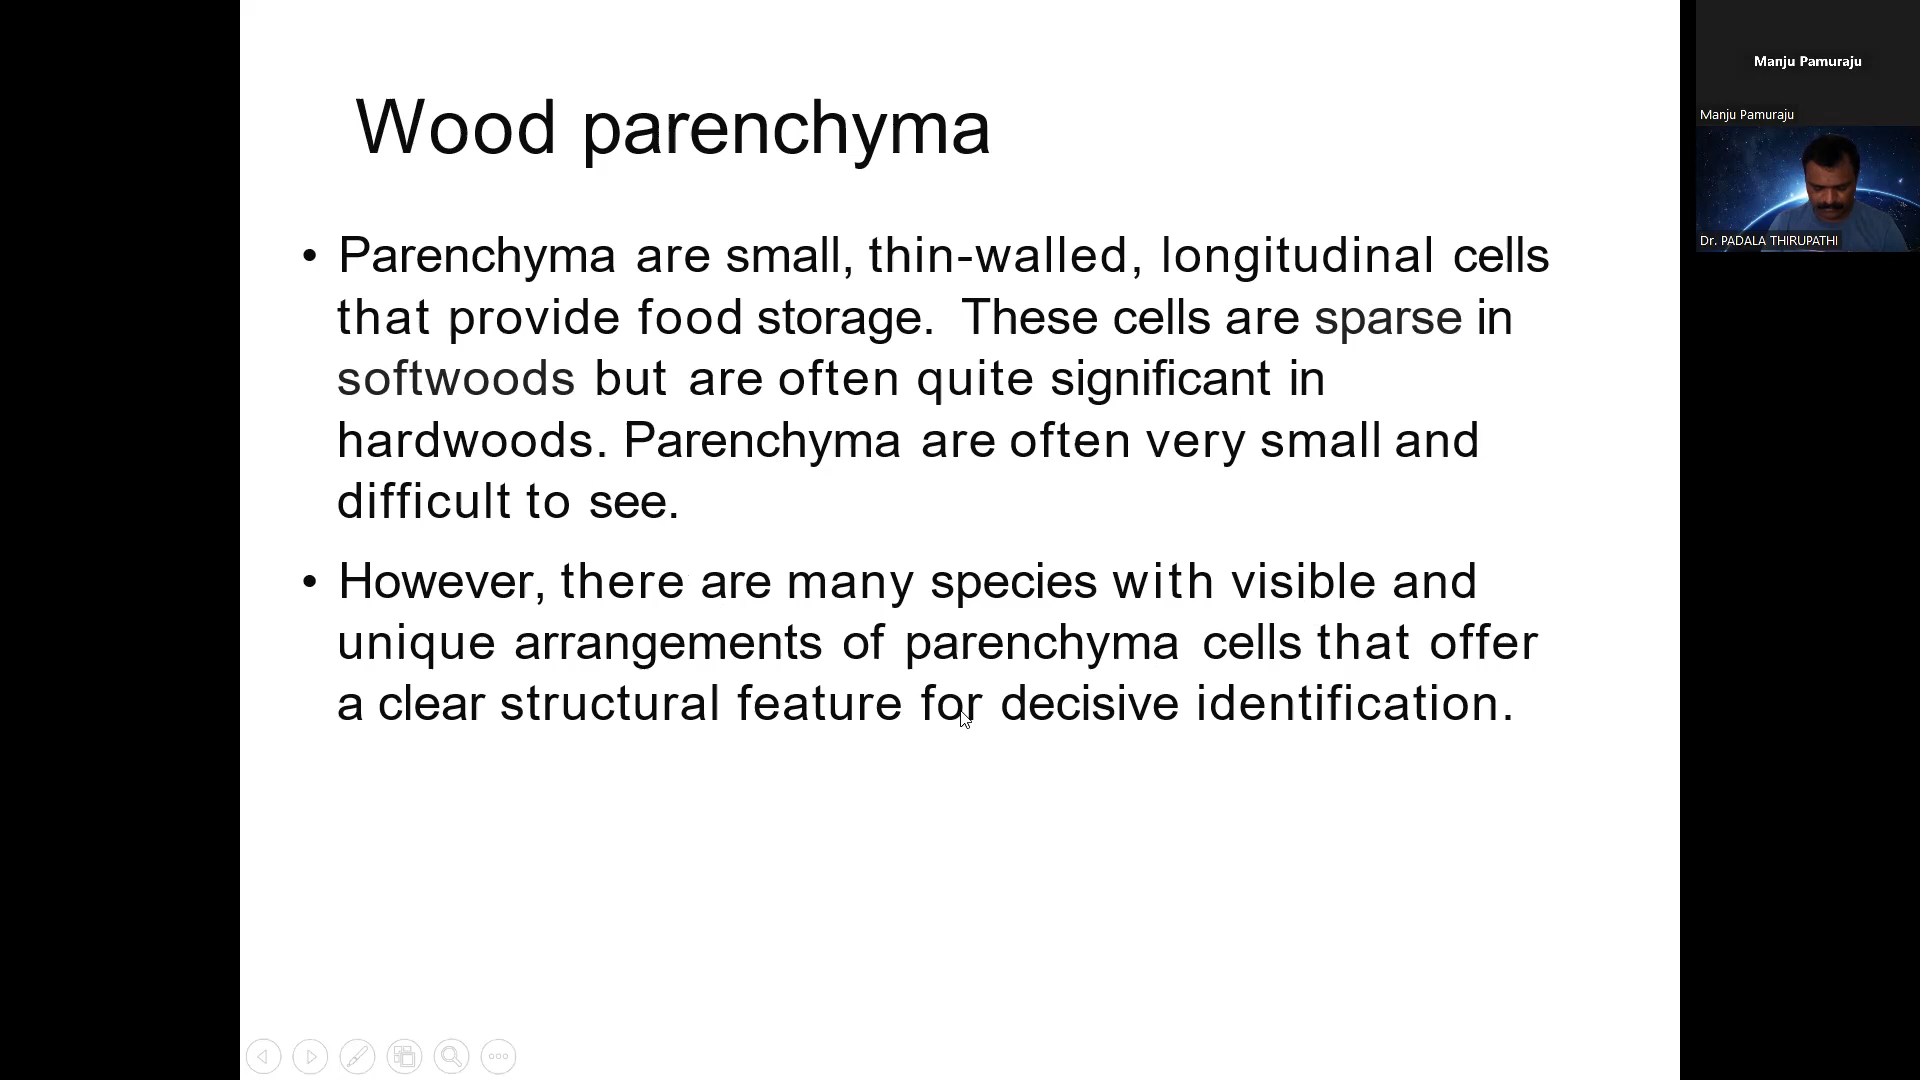 Wood parenchyma
• Parenchyma are small, thin-walled, longitudinal cells
that provide food storage. These cells are sparse in
softwoods but are often quite significant in
hardwoods. Parenchyma are often very small and
difficult to see.
• However, there are many species with visible and
unique arrangements of parenchyma cells that offer
a clear structural feature for decisive identification.
Manju Pamuraju
Manju Pamuraju
Dr. PADALA THIRUPATHI